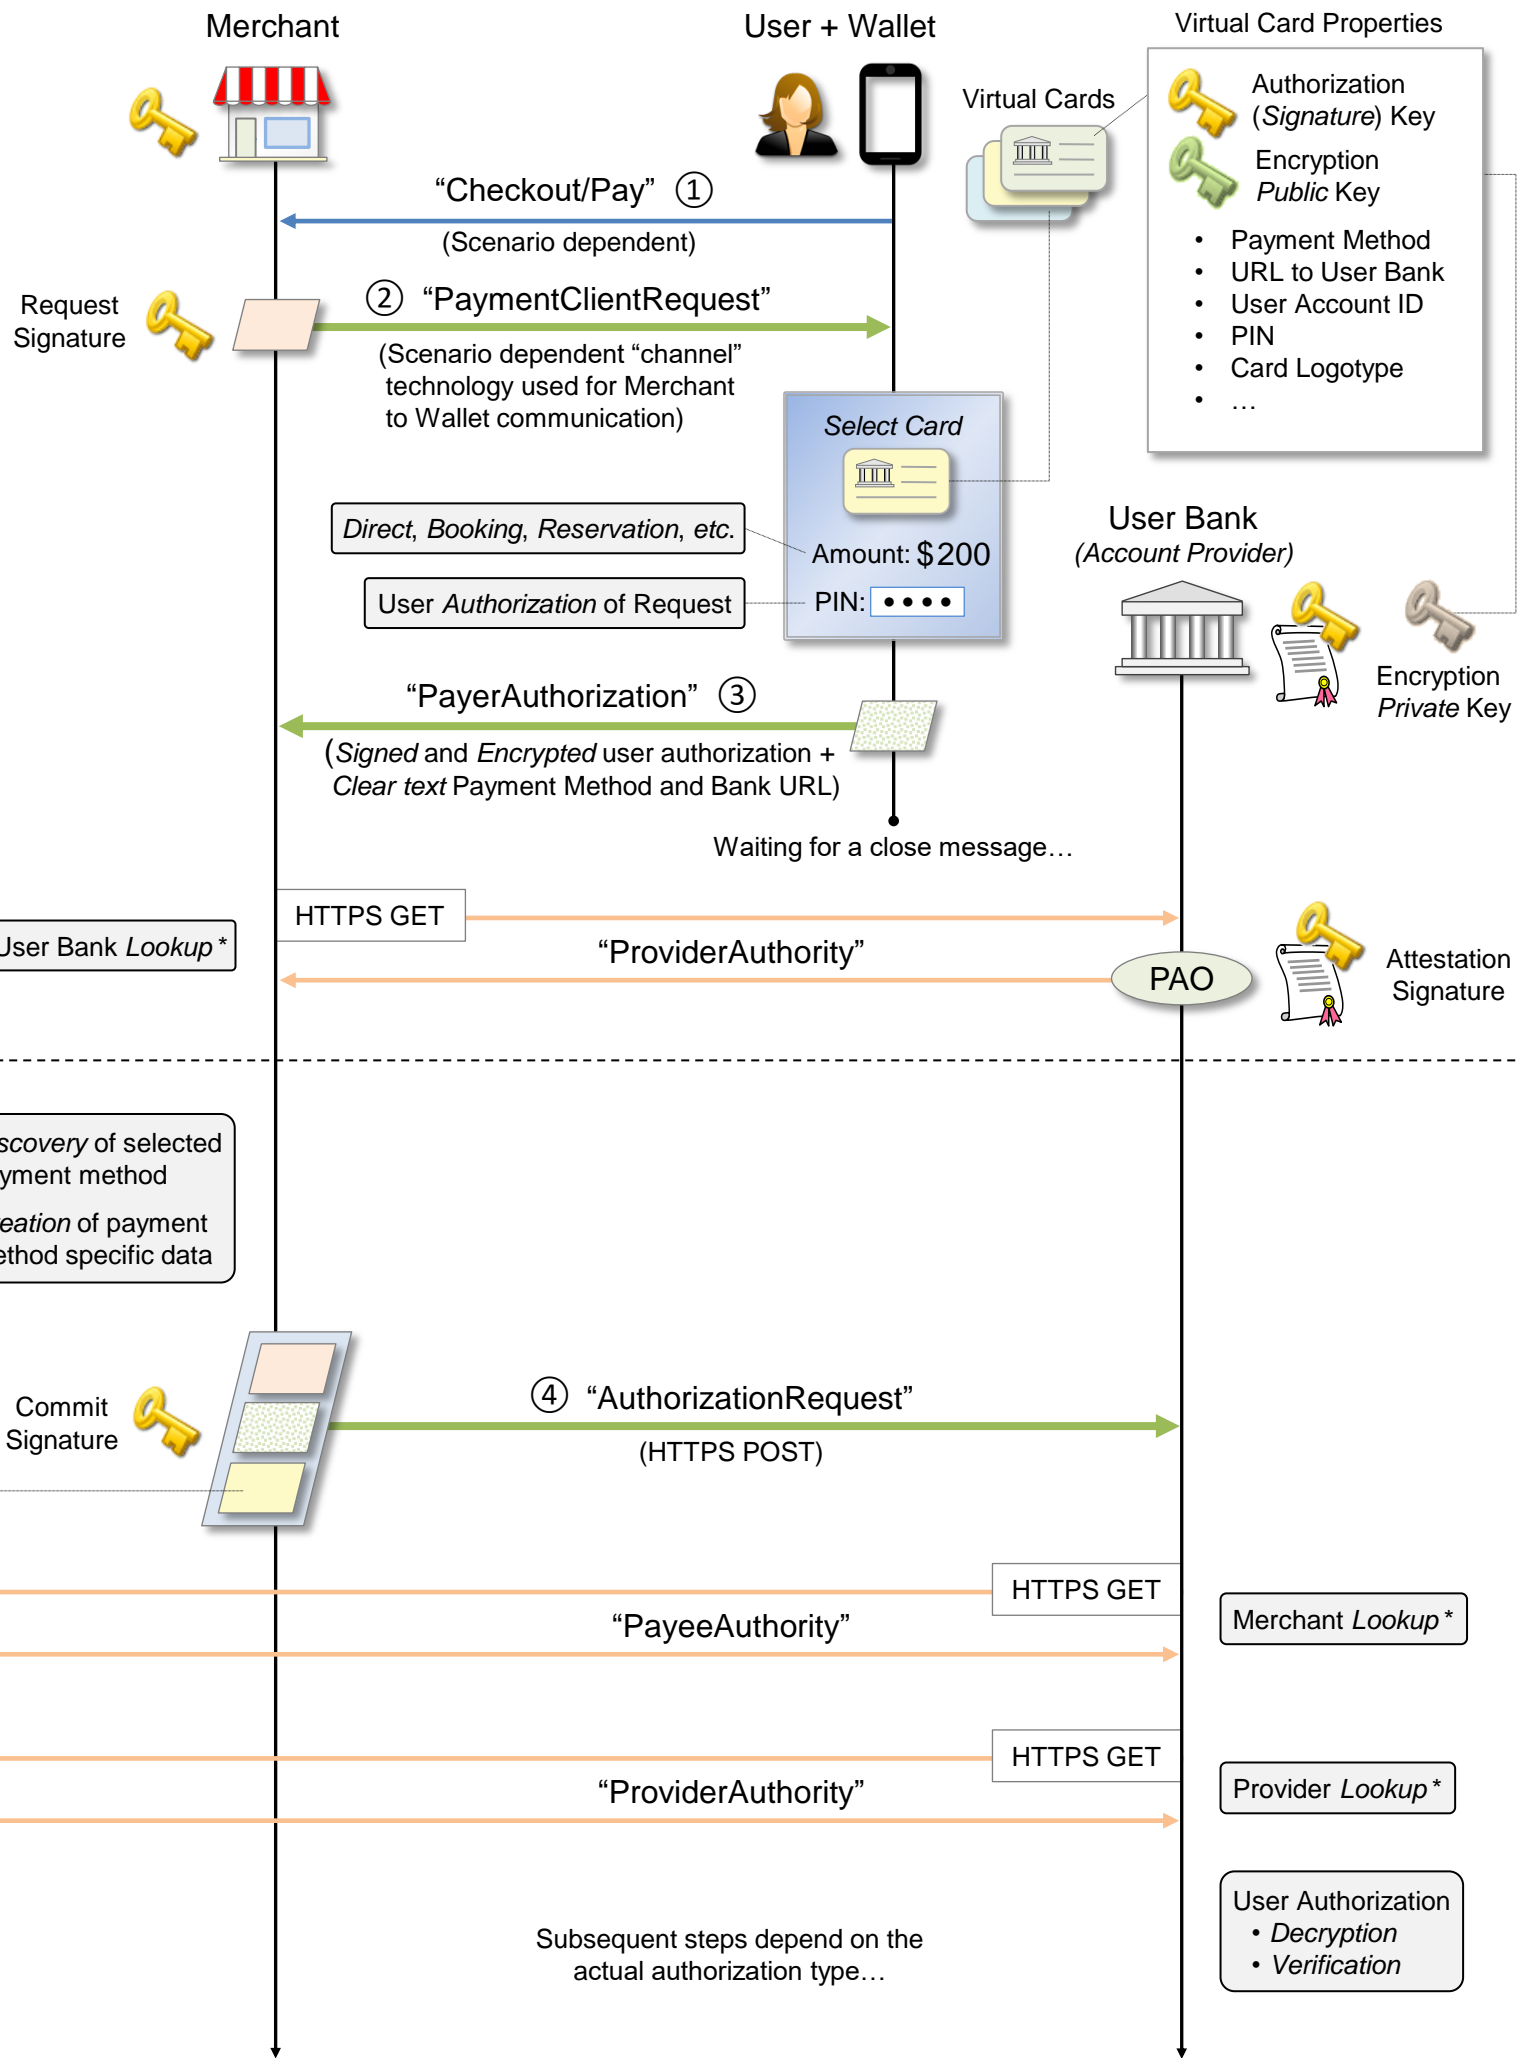 Merchant
User + Wallet
Virtual Card Properties
Virtual Cards
Authorization
(Signature) Key
Encryption
Public Key
• Payment Method
• URL to User Bank
• User Account ID
• PIN
• Card Logotype
• …
“Checkout/Pay” ①
(Scenario dependent)
Request
Signature
② “PaymentClientRequest”
(Scenario dependent “channel”
technology used for Merchant
to Wallet communication)
Select Card
Direct, Booking, Reservation, etc.
Amount: $200
User Authorization of Request
PIN: ••••
User Bank
(Account Provider)
Encryption
Private Key
“PayerAuthorization” ③
(Signed and Encrypted user authorization +
Clear text Payment Method and Bank URL)
Waiting for a close message…
HTTPS GET
User Bank Lookup *
“ProviderAuthority”
PAO
Attestation
Signature
scovery of selected
yment method
eation of payment
ethod specific data
Commit
Signature
④ “AuthorizationRequest”
(HTTPS POST)
HTTPS GET
“PayeeAuthority”
Merchant Lookup *
HTTPS GET
“ProviderAuthority”
Provider Lookup *
User Authorization
• Decryption
• Verification
Subsequent steps depend on the
actual authorization type…